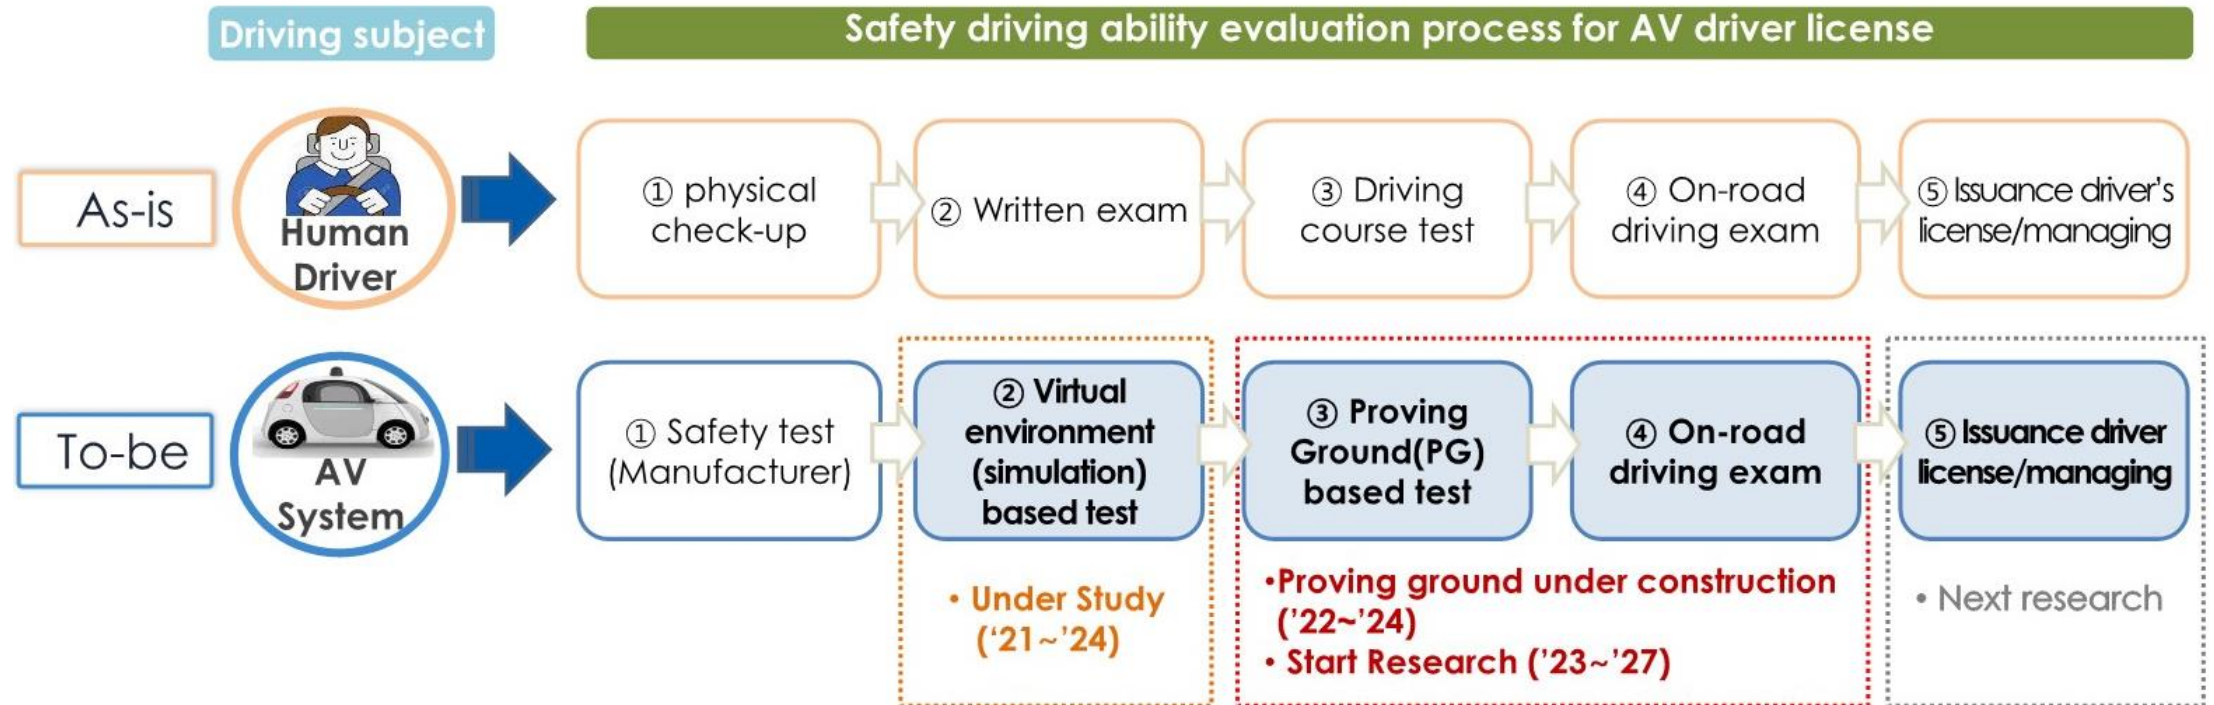 Driving subject
Safety driving ability evaluation process for AV driver license
As-is
Human
Driver
① physical
check-up
② Written exam
③ Driving
course test
④ On-road
driving exam
⑤ Issuance driver's
license/managing
To-be
AV
System
① Safety test
(Manufacturer)
② Virtual
environment
(simulation)
based test
③ Proving
Ground(PG)
based test
④ On-road
driving exam
⑤ Issuance driver
license/managing
• Under Study
(‘21~’24)
•Proving ground under construction
(’22~’24)
• Start Research (’23~’27)
• Next research